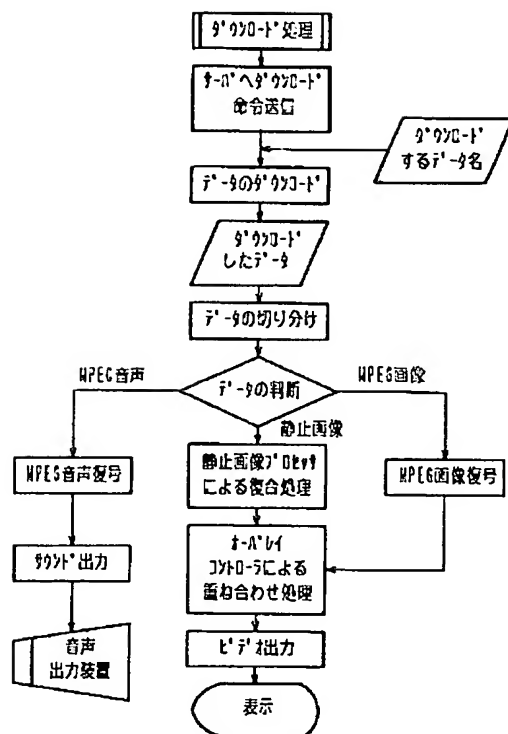 ﾀﾞｳﾝﾛｰﾄﾞ処理
ｻｰﾊﾞへﾀﾞｳﾝﾛｰﾄﾞ
命令送信
ﾀﾞｳﾝﾛｰﾄﾞ
するﾃﾞｰﾀ名
ﾃﾞｰﾀのﾀﾞｳﾝﾛｰﾄﾞ
ﾀﾞｳﾝﾛｰﾄﾞ
したﾃﾞｰﾀ
ﾃﾞｰﾀの切り分け
MPEG音声
ﾃﾞｰﾀの判断
MPEG画像
静止画像
MPEG音声復号
静止画像ﾌﾟﾛｾｯｻ
による復合処理
MPEG画像復号
ｻｳﾝﾄﾞ出力
ｵｰﾊﾞﾚｲ
ｺﾝﾄﾛｰﾗによる
重ね合わせ処理
音声
出力装置
ﾋﾞﾃﾞｵ出力
表示